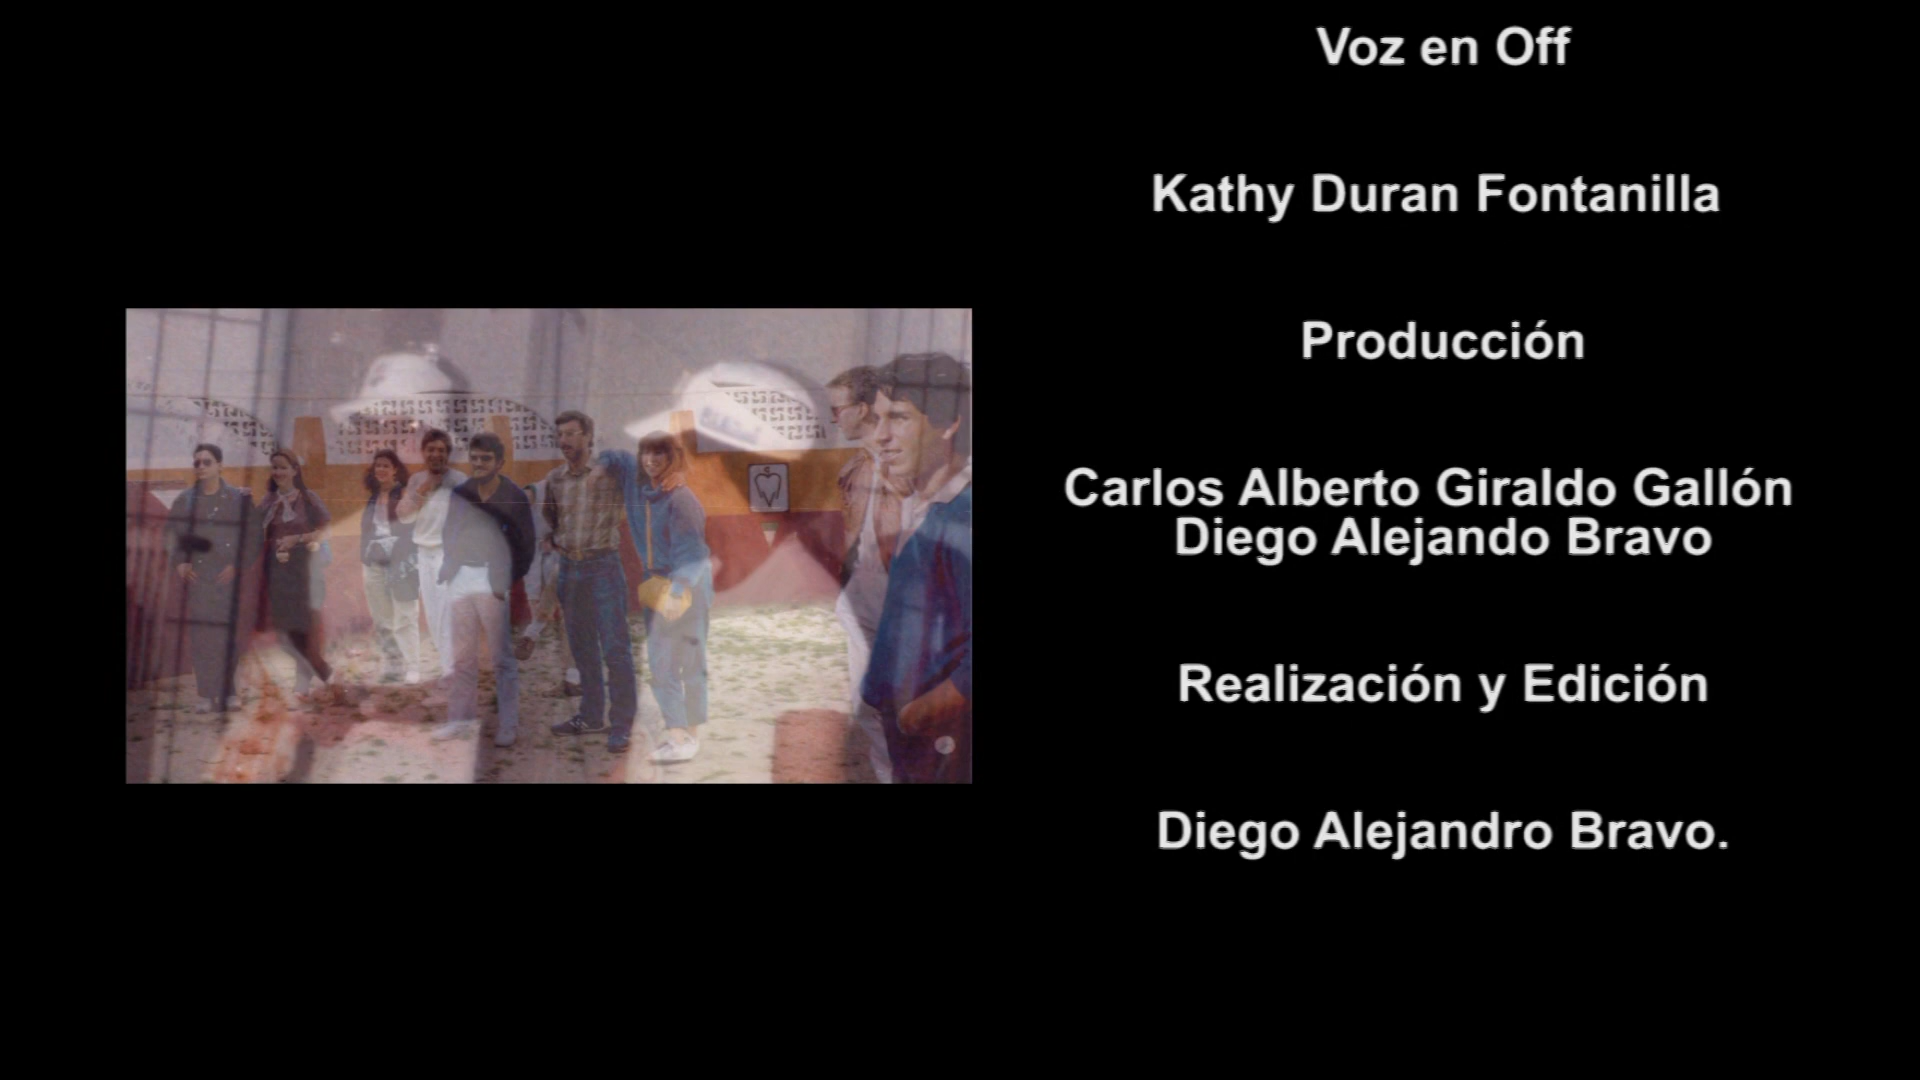 Voz en Off
Kathy Duran Fontanilla
Producción
Carlos Alberto Giraldo Gallón
Diego Alejando Bravo
Realización y Edición
Diego Alejandro Bravo.